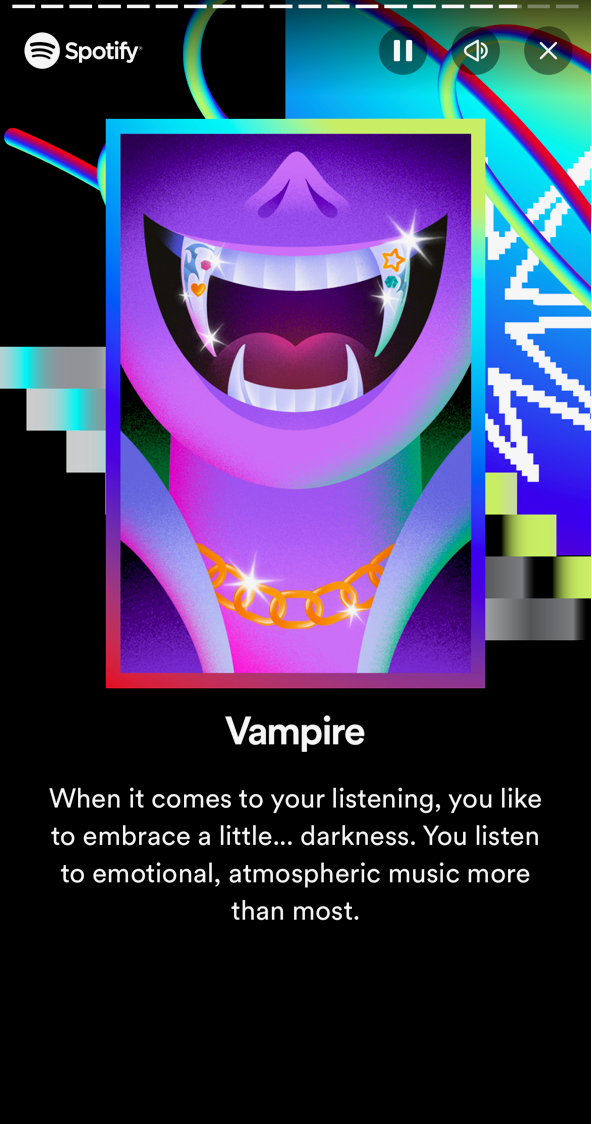 Spotify
Vampire
When it comes to your listening, you like
to embrace a little... darkness. You listen
to emotional, atmospheric music more
than most.